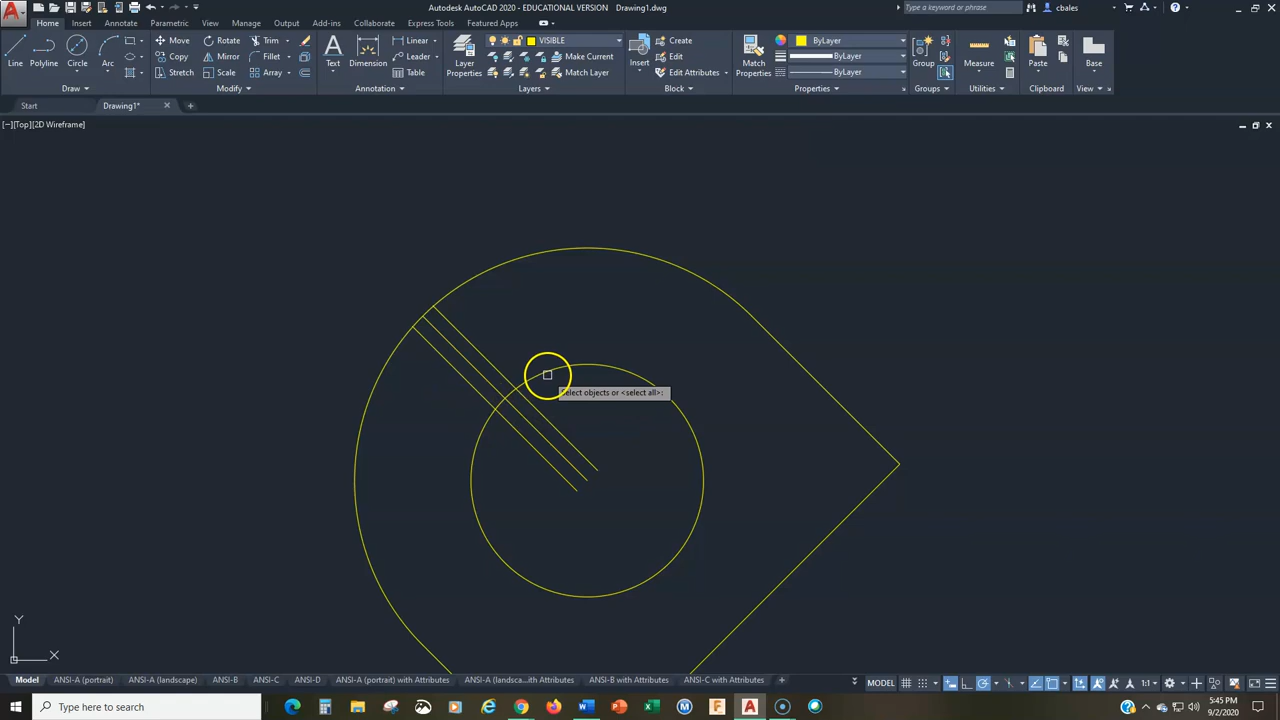 Autodesk AutoCAD 2020 - EDUCATIONAL VERSION Drawing1.dwg
Type a keyword or phrase
cbales
Home Insert Annotate Parametric View Manage Output Add-ins Collaborate Express Tools Featured Apps
Line Polyline Circle Arc
Move Rotate Trim
Copy Mirror Fillet
Stretch Scale Array
Text Dimension
Linear
Leader
Table
Layer Properties
VISIBLE
Make Current
Match Layer
Insert
Create
Edit
Edit Attributes
Match Properties
ByLayer
ByLayer
ByLayer
Group
Measure
Paste
Base
Draw Modify Annotation Layers Block Properties Groups Utilities Clipboard View
Start Drawing1*
[−][Top][2D Wireframe]
Select objects or <select all>:
Y
X
Model ANSI-A (portrait) ANSI-A (landscape) ANSI-B ANSI-C ANSI-D ANSI-A (portrait) with Attributes ANSI-A (landsca...ith Attributes ANSI-B with Attributes ANSI-C with Attributes
MODEL 1:1
Type here to search
5:45 PM
9/2/2020